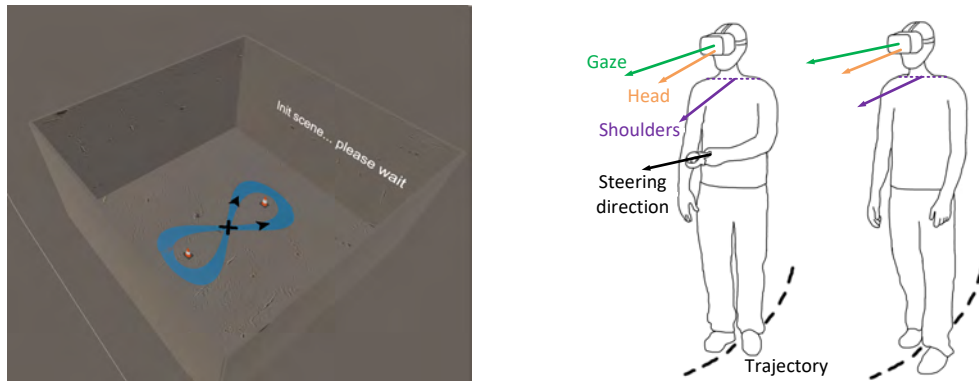 Init scene... please wait
Gaze
Head
Shoulders
Steering
direction
Trajectory